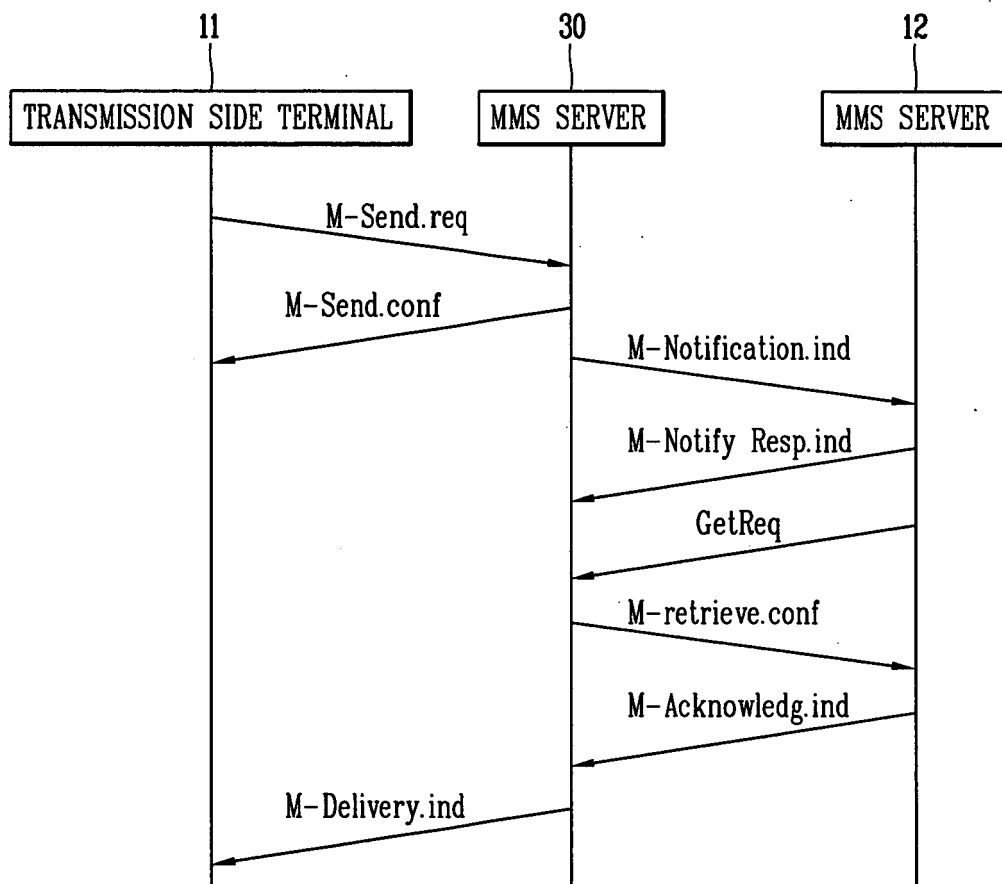 11 30 12
TRANSMISSION SIDE TERMINAL MMS SERVER MMS SERVER
M-Send.req
M-Send.conf
M-Notification.ind
M-Notify Resp.ind
GetReq
M-retrieve.conf
M-Acknowledg.ind
M-Delivery.ind